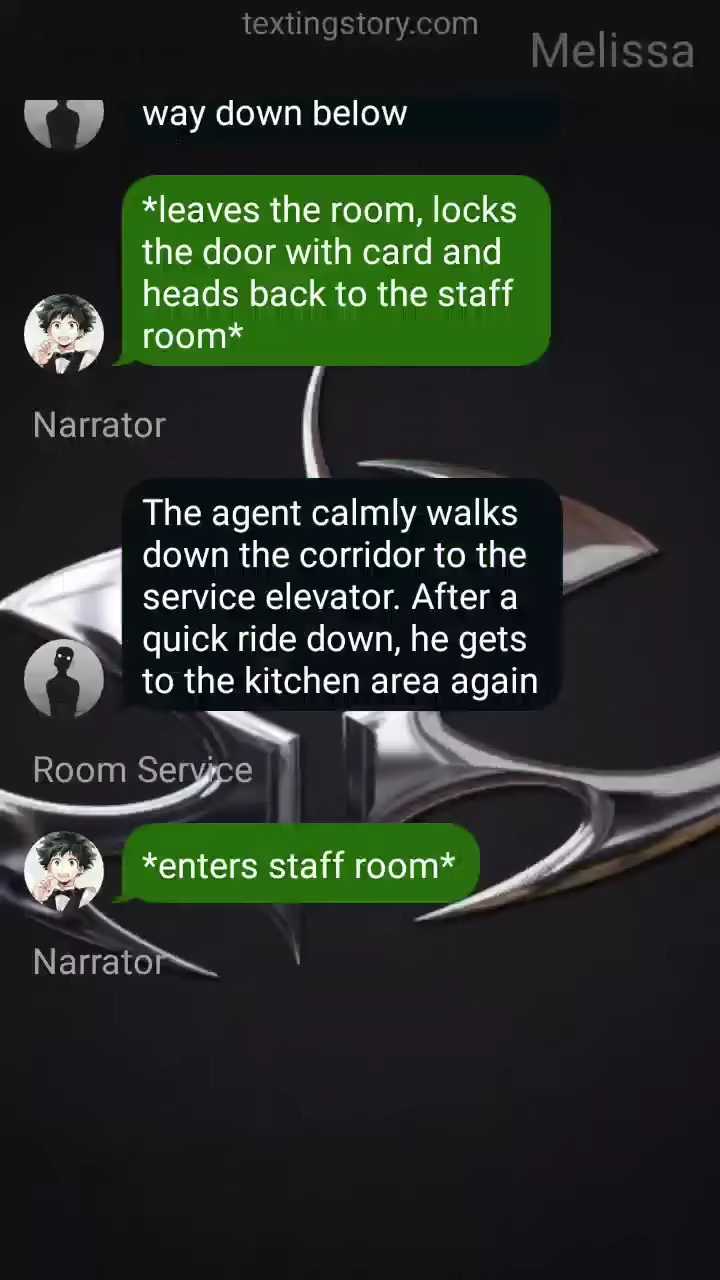 textingstory.com
Melissa
way down below
*leaves the room, locks
the door with card and
heads back to the staff
room*
Narrator
The agent calmly walks
down the corridor to the
service elevator. After a
quick ride down, he gets
to the kitchen area again
Room Service
*enters staff room*
Narrator